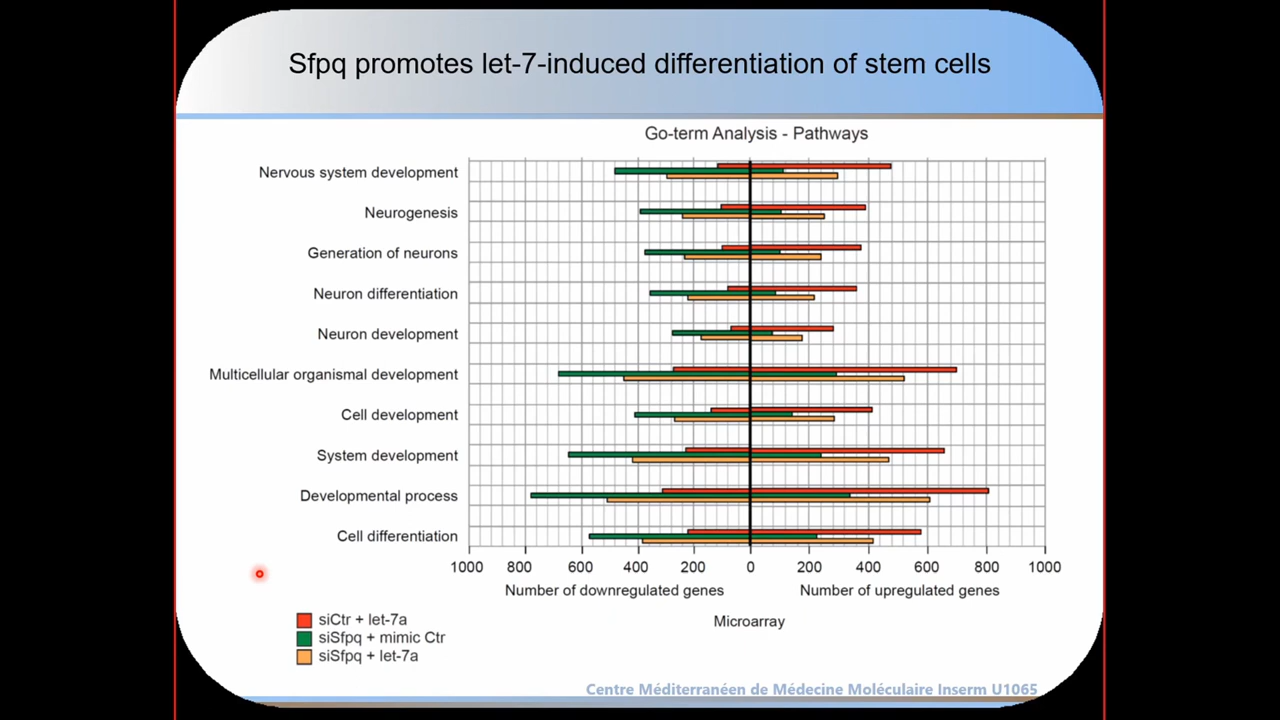 Sfpq promotes let-7-induced differentiation of stem cells
Go-term Analysis - Pathways
Nervous system development
Neurogenesis
Generation of neurons
Neuron differentiation
Neuron development
Multicellular organismal development
Cell development
System development
Developmental process
Cell differentiation
1000 800 600 400 200 0 200 400 600 800 1000
Number of downregulated genes Number of upregulated genes
siCtr + let-7a
Microarray
siSfpq + mimic Ctr
siSfpq + let-7a
Centre Méditerranéen de Médecine Moléculaire Inserm U1065